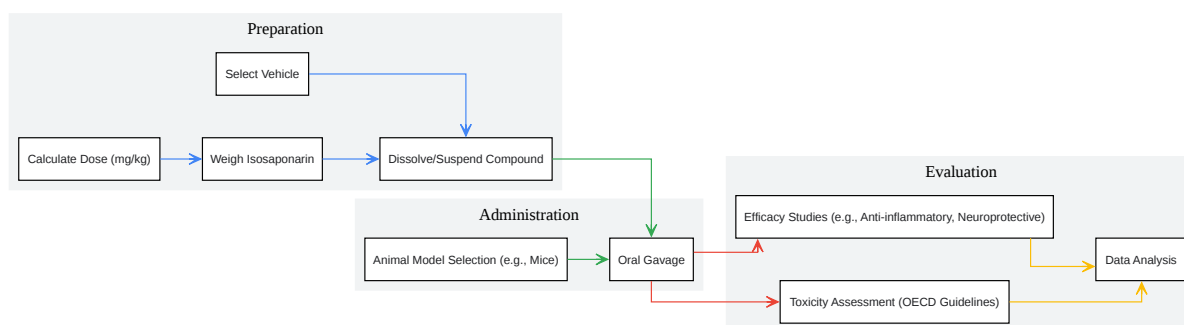 Preparation
Select Vehicle
Calculate Dose (mg/kg)
Weigh Isosaponarin
Dissolve/Suspend Compound
Administration
Animal Model Selection (e.g., Mice)
Oral Gavage
Evaluation
Efficacy Studies (e.g., Anti-inflammatory, Neuroprotective)
Toxicity Assessment (OECD Guidelines)
Data Analysis